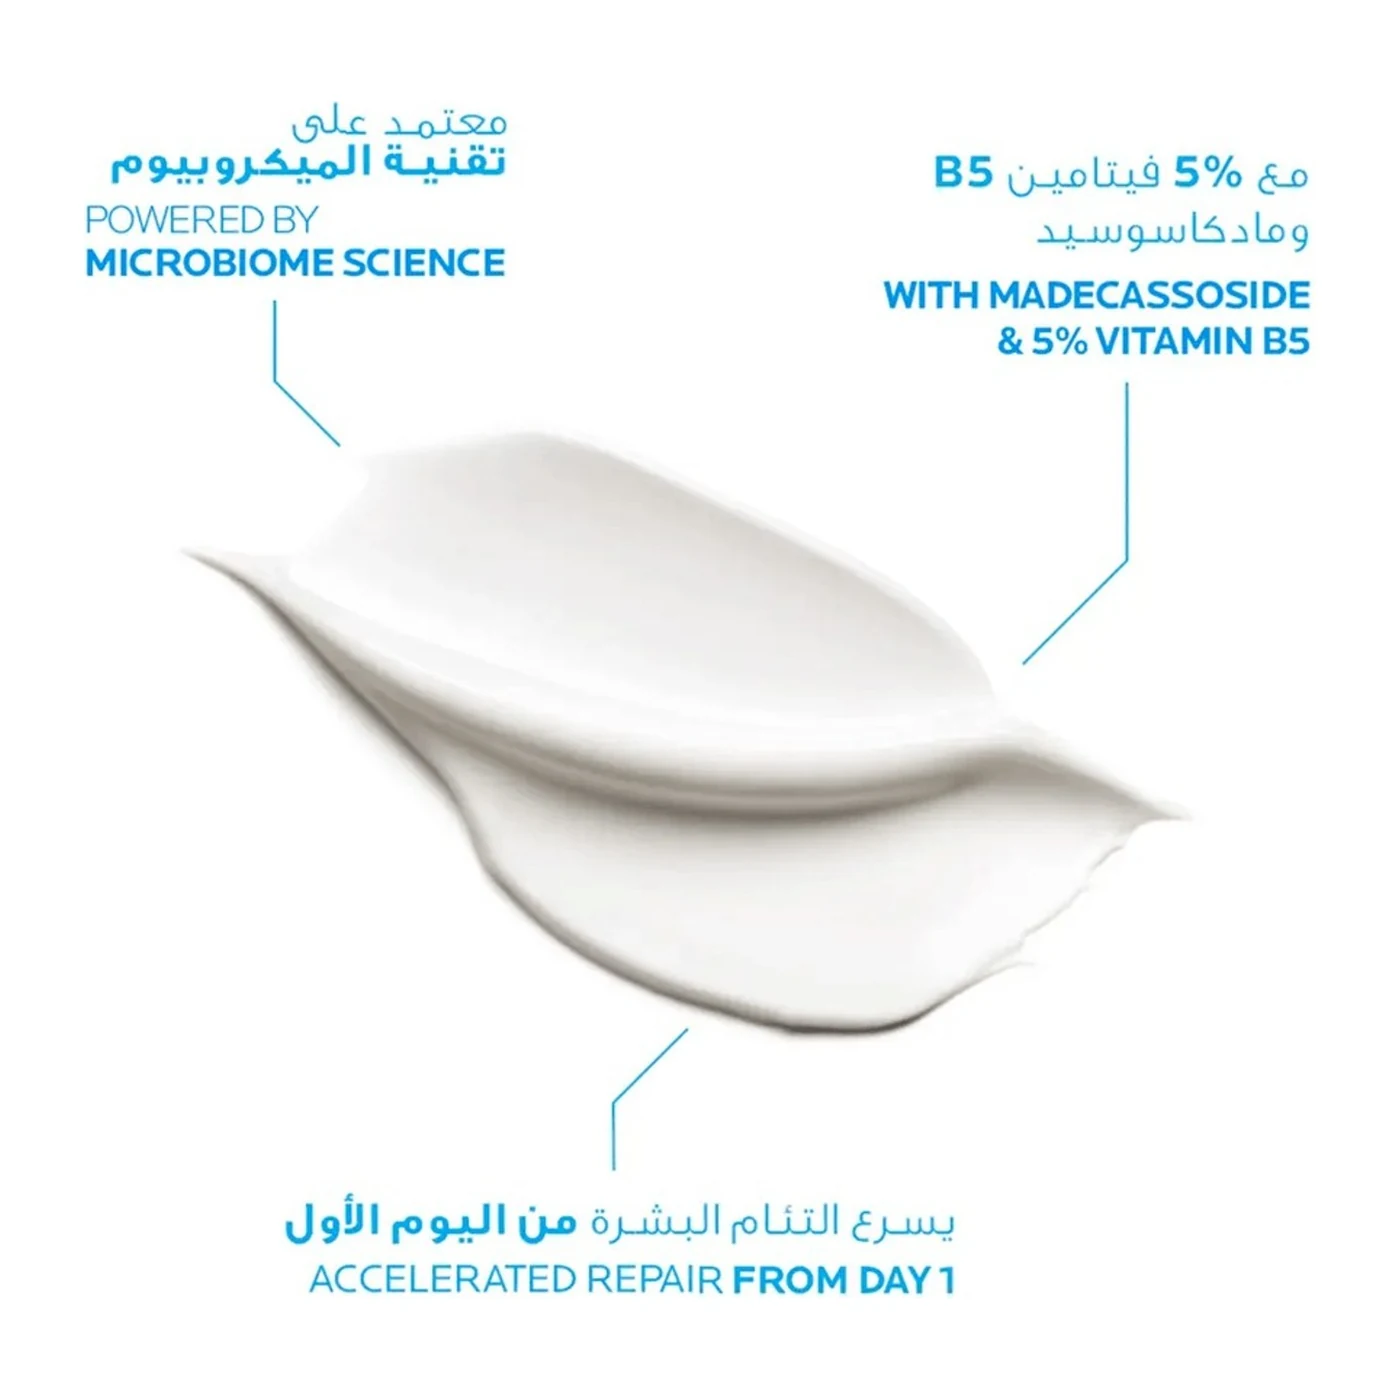 معتمد على
تقنية الميكروبيوم
POWERED BY
MICROBIOME SCIENCE
مع 5% فيتامين B5
ومادكاسوسيد
WITH MADECASSOSIDE
& 5% VITAMIN B5
يسرع التئام البشرة من اليوم الأول
ACCELERATED REPAIR FROM DAY 1